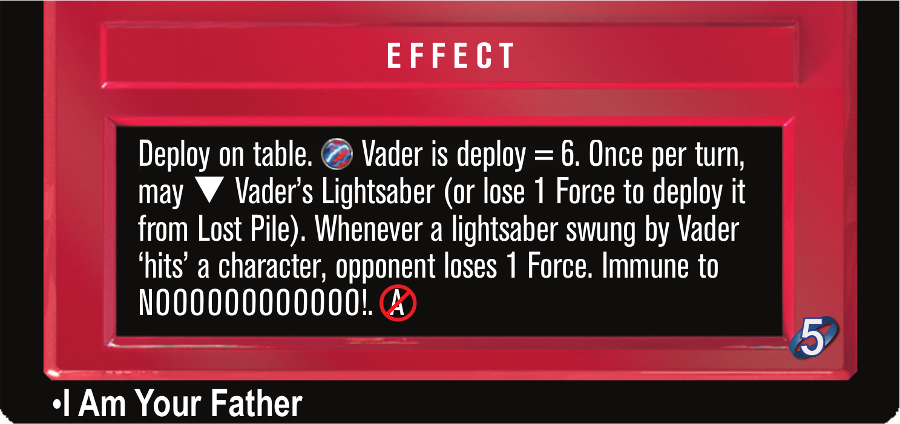 EFFECT
Deploy on table. Vader is deploy = 6. Once per turn,
may ▼ Vader's Lightsaber (or lose 1 Force to deploy it
from Lost Pile). Whenever a lightsaber swung by Vader
'hits' a character, opponent loses 1 Force. Immune to
NOOOOOOOOOOOO!. A
5
•I Am Your Father